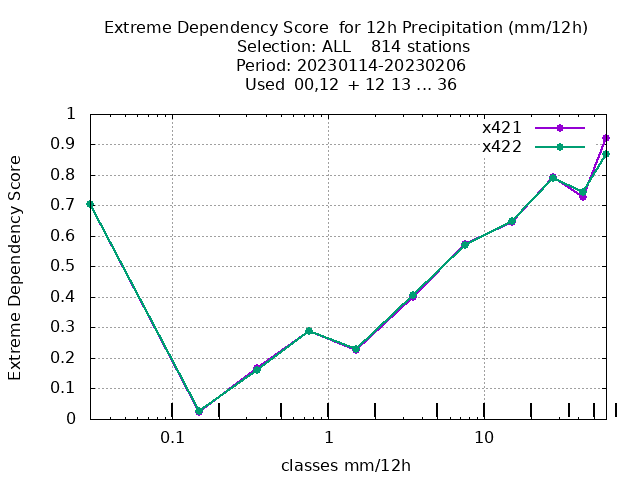 Extreme Dependency Score  for 12h Precipitation (mm/12h)
Selection: ALL    814 stations
Period: 20230114-20230206
Used  00,12  + 12 13 ... 36
x421
x422
1
0.9
0.8
0.7
0.6
0.5
0.4
0.3
0.2
0.1
0
Extreme Dependency Score
0.1
1
10
classes mm/12h